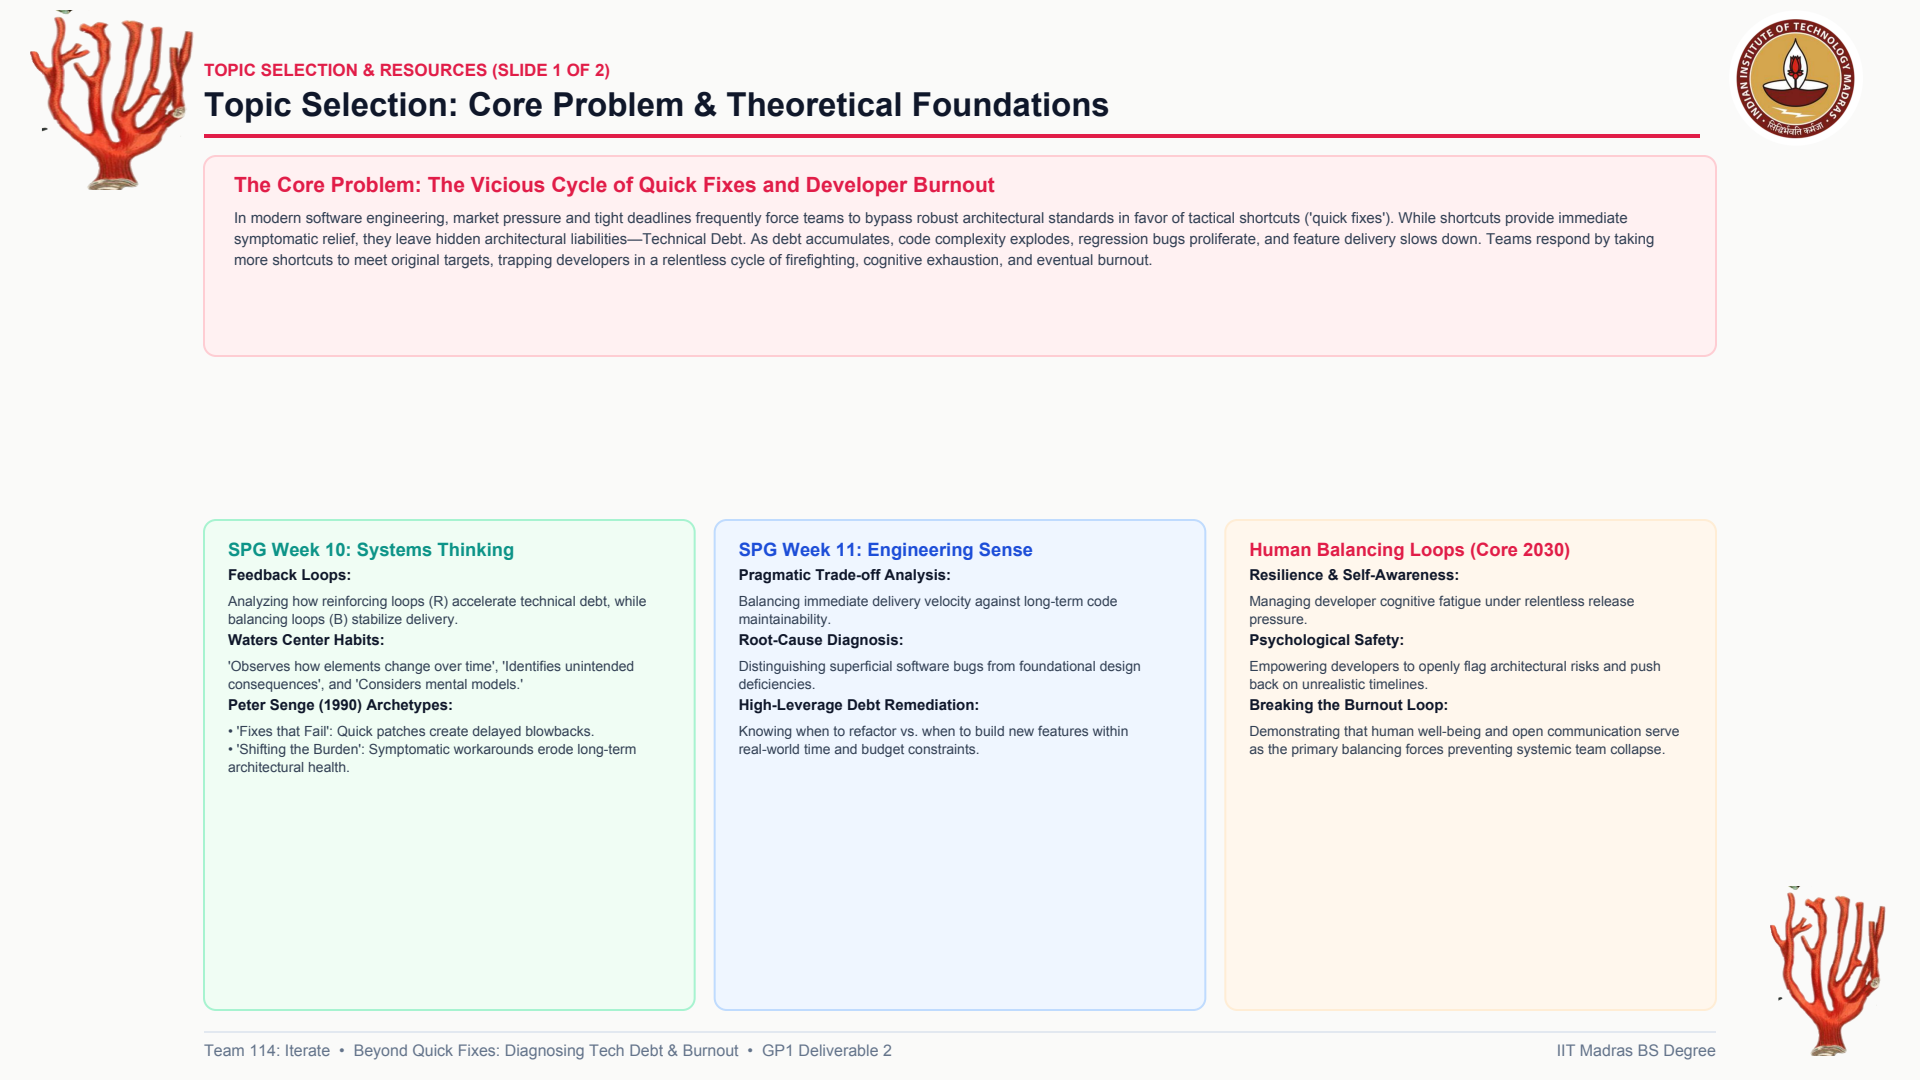 TOPIC SELECTION & RESOURCES (SLIDE 1 OF 2)
Topic Selection: Core Problem & Theoretical Foundations
INDIAN INSTITUTE OF TECHNOLOGY MADRAS
सिद्धिर्भवति कर्मजा
The Core Problem: The Vicious Cycle of Quick Fixes and Developer Burnout
In modern software engineering, market pressure and tight deadlines frequently force teams to bypass robust architectural standards in favor of tactical shortcuts ('quick fixes'). While shortcuts provide immediate
symptomatic relief, they leave hidden architectural liabilities—Technical Debt. As debt accumulates, code complexity explodes, regression bugs proliferate, and feature delivery slows down. Teams respond by taking
more shortcuts to meet original targets, trapping developers in a relentless cycle of firefighting, cognitive exhaustion, and eventual burnout.
SPG Week 10: Systems Thinking
Feedback Loops:
Analyzing how reinforcing loops (R) accelerate technical debt, while
balancing loops (B) stabilize delivery.
Waters Center Habits:
'Observes how elements change over time', 'Identifies unintended
consequences', and 'Considers mental models.'
Peter Senge (1990) Archetypes:
• 'Fixes that Fail': Quick patches create delayed blowbacks.
• 'Shifting the Burden': Symptomatic workarounds erode long-term
architectural health.
SPG Week 11: Engineering Sense
Pragmatic Trade-off Analysis:
Balancing immediate delivery velocity against long-term code
maintainability.
Root-Cause Diagnosis:
Distinguishing superficial software bugs from foundational design
deficiencies.
High-Leverage Debt Remediation:
Knowing when to refactor vs. when to build new features within
real-world time and budget constraints.
Human Balancing Loops (Core 2030)
Resilience & Self-Awareness:
Managing developer cognitive fatigue under relentless release
pressure.
Psychological Safety:
Empowering developers to openly flag architectural risks and push
back on unrealistic timelines.
Breaking the Burnout Loop:
Demonstrating that human well-being and open communication serve
as the primary balancing forces preventing systemic team collapse.
Team 114: Iterate • Beyond Quick Fixes: Diagnosing Tech Debt & Burnout • GP1 Deliverable 2
IIT Madras BS Degree